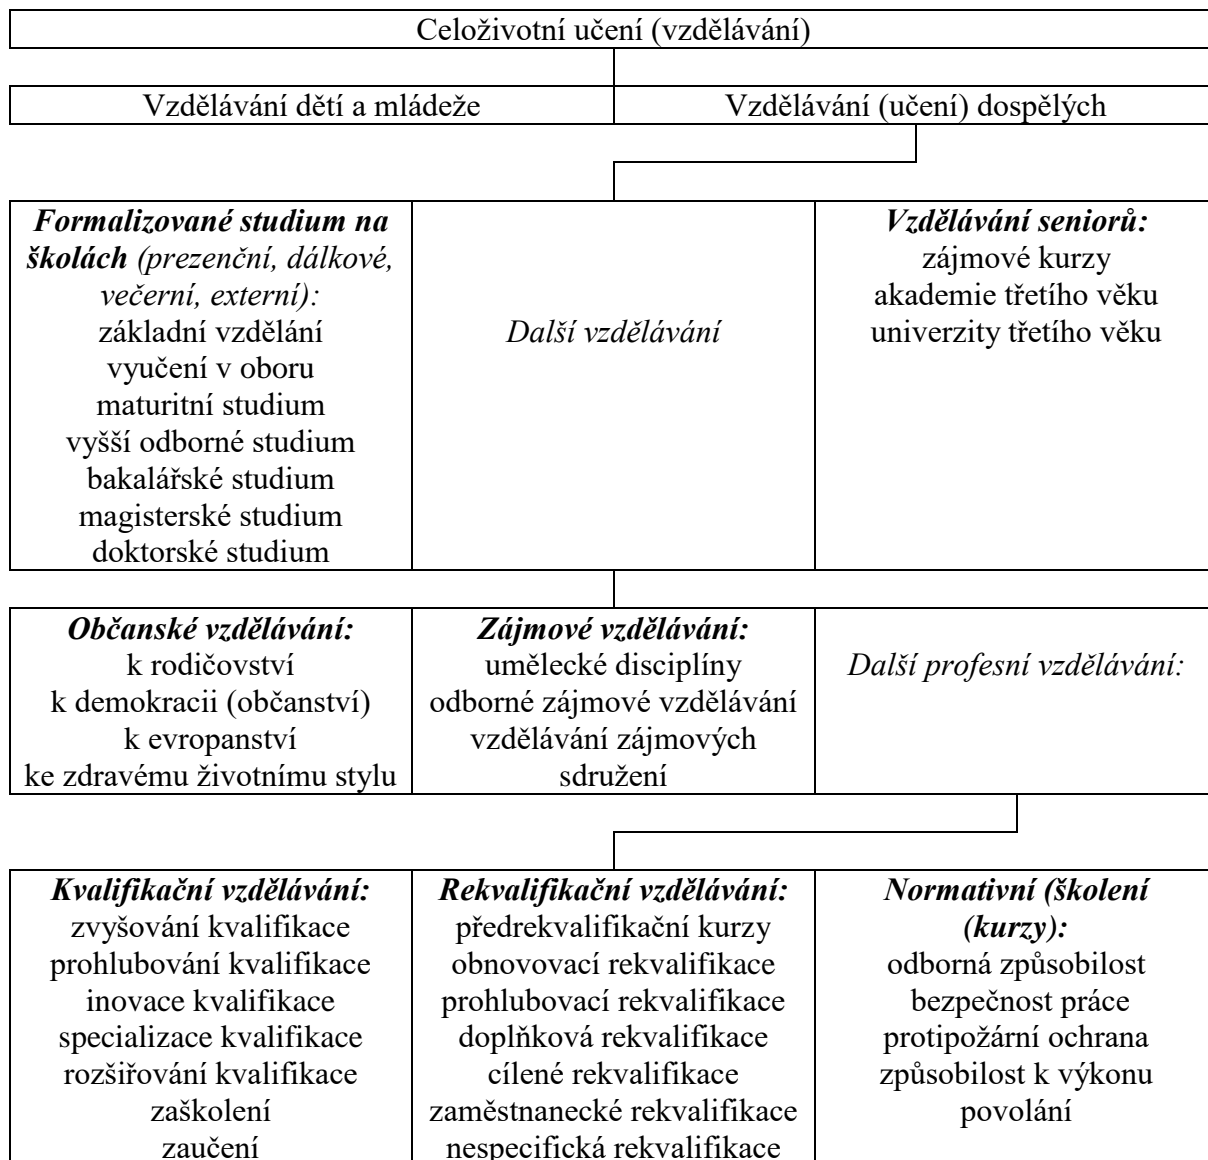 Celoživotní učení (vzdělávání)
Vzdělávání dětí a mládeže
Vzdělávání (učení) dospělých
Formalizované studium na
školách (prezenční, dálkové,
večerní, externí):
základní vzdělání
vyučení v oboru
maturitní studium
vyšší odborné studium
bakalářské studium
magisterské studium
doktorské studium
Další vzdělávání
Vzdělávání seniorů:
zájmové kurzy
akademie třetího věku
univerzity třetího věku
Občanské vzdělávání:
k rodičovství
k demokracii (občanství)
k evropanství
ke zdravému životnímu stylu
Zájmové vzdělávání:
umělecké disciplíny
odborné zájmové vzdělávání
vzdělávání zájmových
sdružení
Další profesní vzdělávání:
Kvalifikační vzdělávání:
zvyšování kvalifikace
prohlubování kvalifikace
inovace kvalifikace
specializace kvalifikace
rozšiřování kvalifikace
zaškolení
zaučení
Rekvalifikační vzdělávání:
předrekvalifikační kurzy
obnovovací rekvalifikace
prohlubovací rekvalifikace
doplňková rekvalifikace
cílené rekvalifikace
zaměstnanecké rekvalifikace
nespecifická rekvalifikace
Normativní (školení
(kurzy):
odborná způsobilost
bezpečnost práce
protipožární ochrana
způsobilost k výkonu
povolání